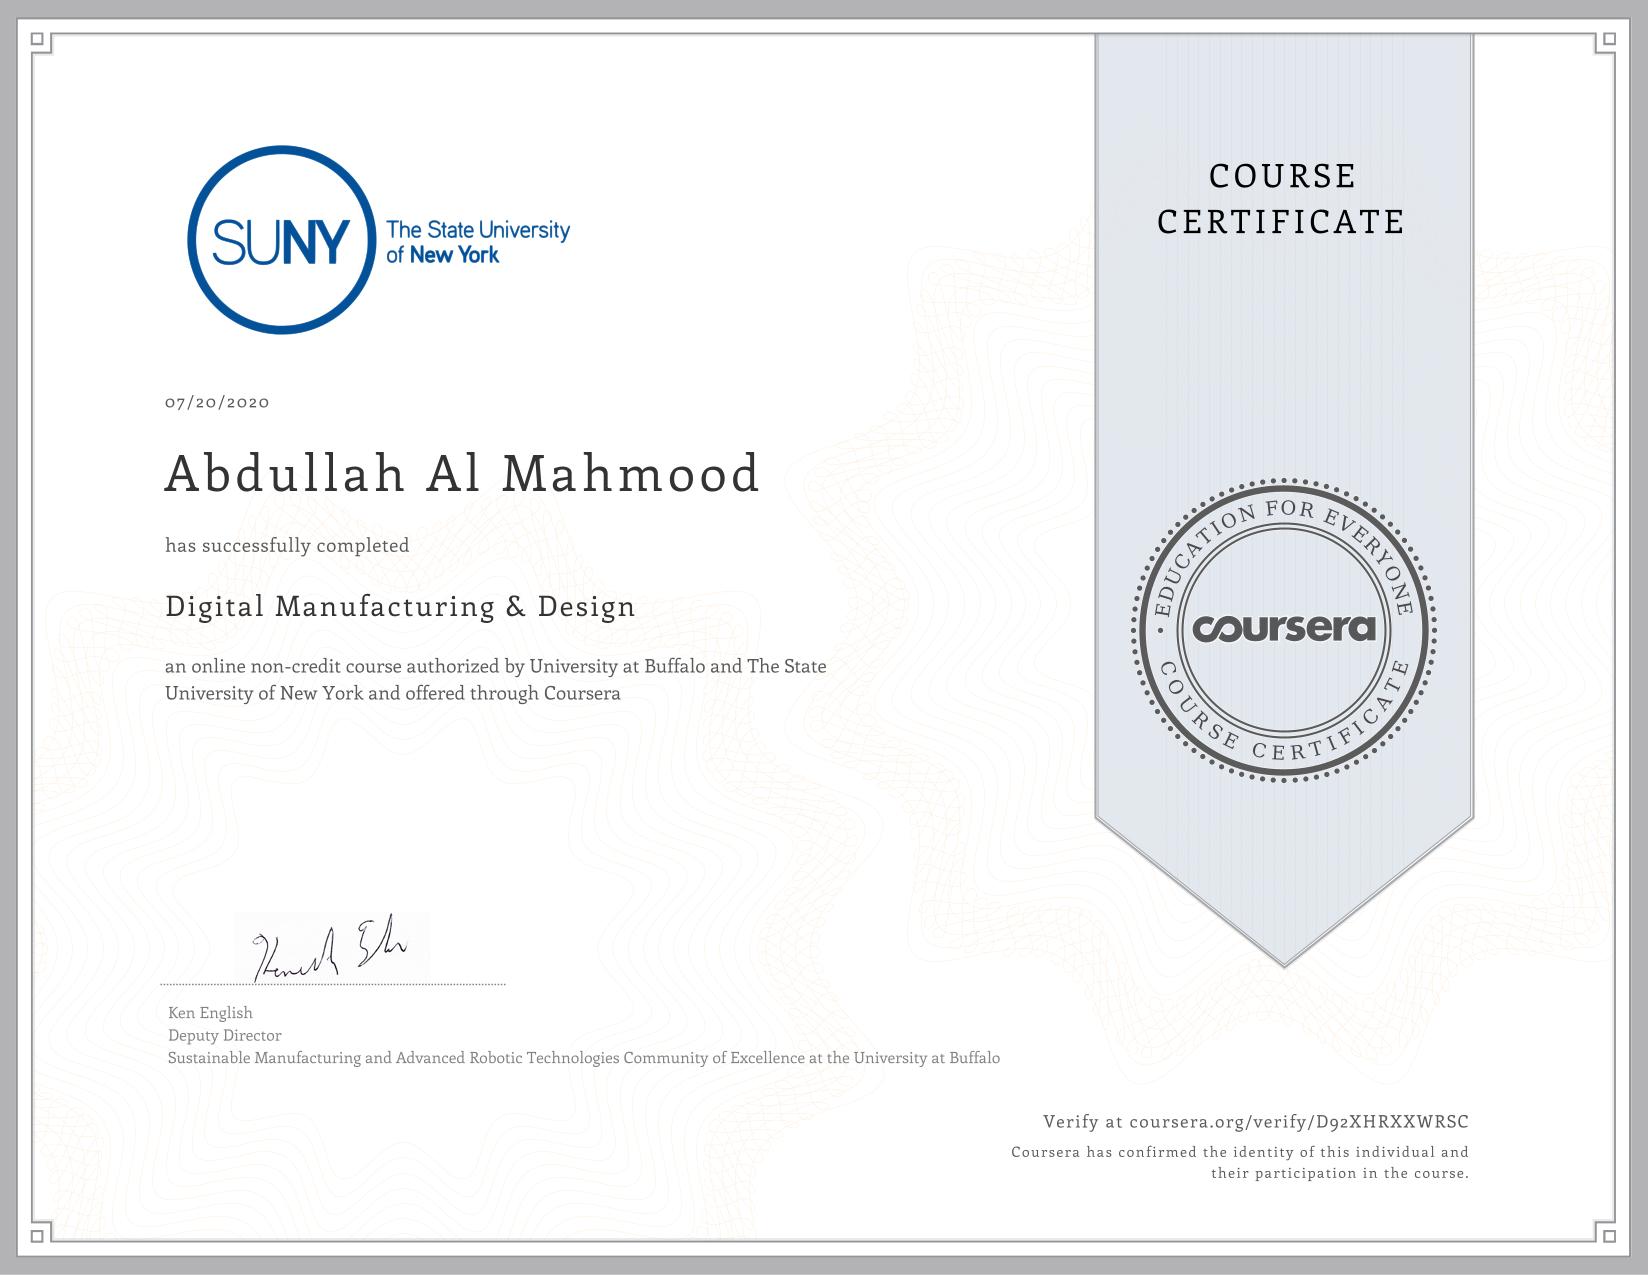 SUNY
The State University
of New York
COURSE
CERTIFICATE
07/20/2020
Abdullah Al Mahmood
has successfully completed
Digital Manufacturing & Design
an online non-credit course authorized by University at Buffalo and The State
University of New York and offered through Coursera
• EDUCATION FOR EVERYONE
coursera
COURSE CERTIFICATE
Ken English
Deputy Director
Sustainable Manufacturing and Advanced Robotic Technologies Community of Excellence at the University at Buffalo
Verify at coursera.org/verify/D92XHRXXWRSC
Coursera has confirmed the identity of this individual and
their participation in the course.